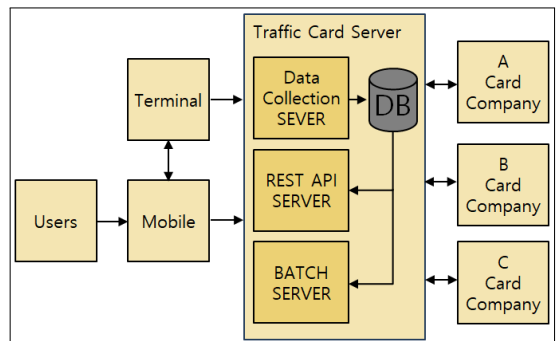 Traffic Card Server
Data
Collection
SEVER
DB
REST API
SERVER
BATCH
SERVER
Terminal
Users
Mobile
A
Card
Company
B
Card
Company
C
Card
Company